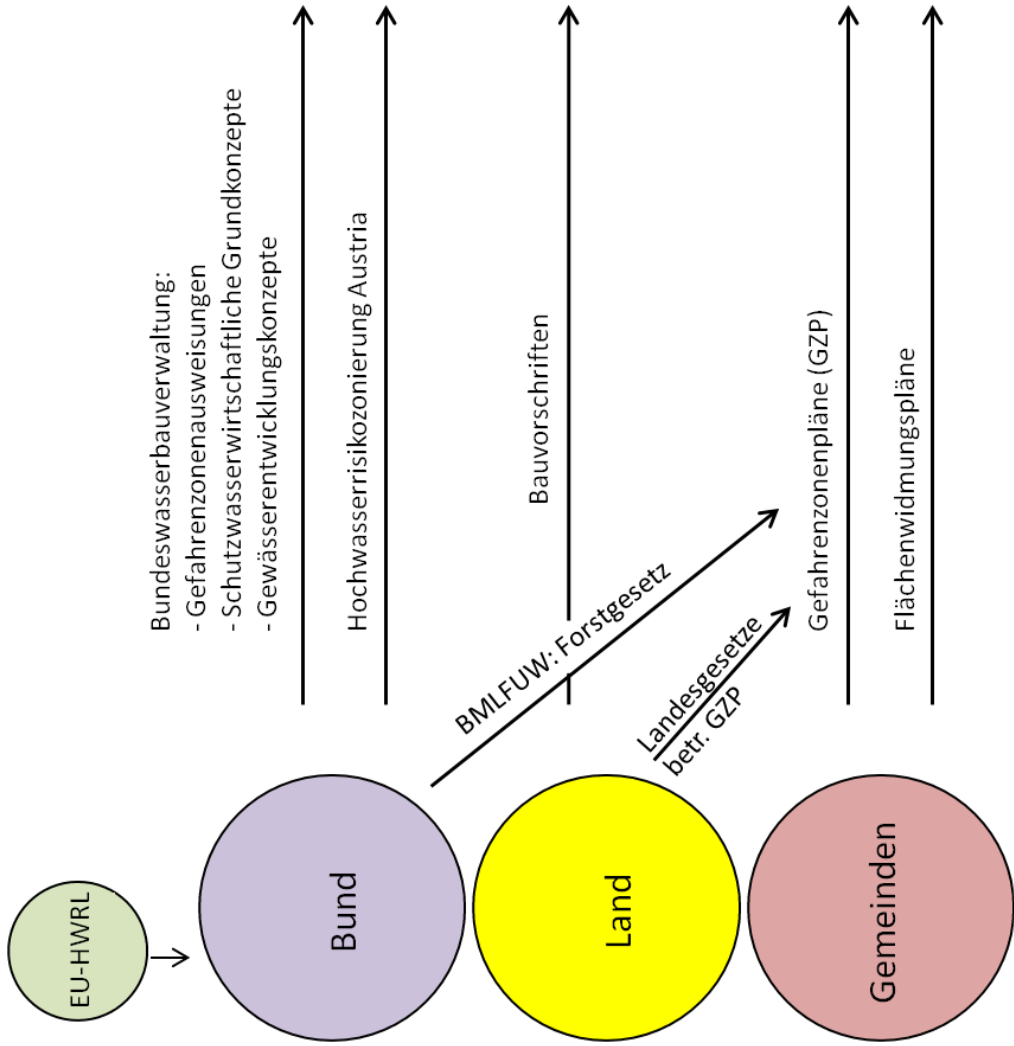 EU-HWRL
Bund
Land
Gemeinden
Bundeswasserbauverwaltung:
- Gefahrenzonenausweisungen
- Schutzwasserwirtschaftliche Grundkonzepte
- Gewässerentwicklungskonzepte
Hochwasserrisikozonierung Austria
BMLFUW: Forstgesetz
Bauvorschriften
Landesgesetze
betr. GZP
Gefahrenzonenpläne (GZP)
Flächenwidmungspläne